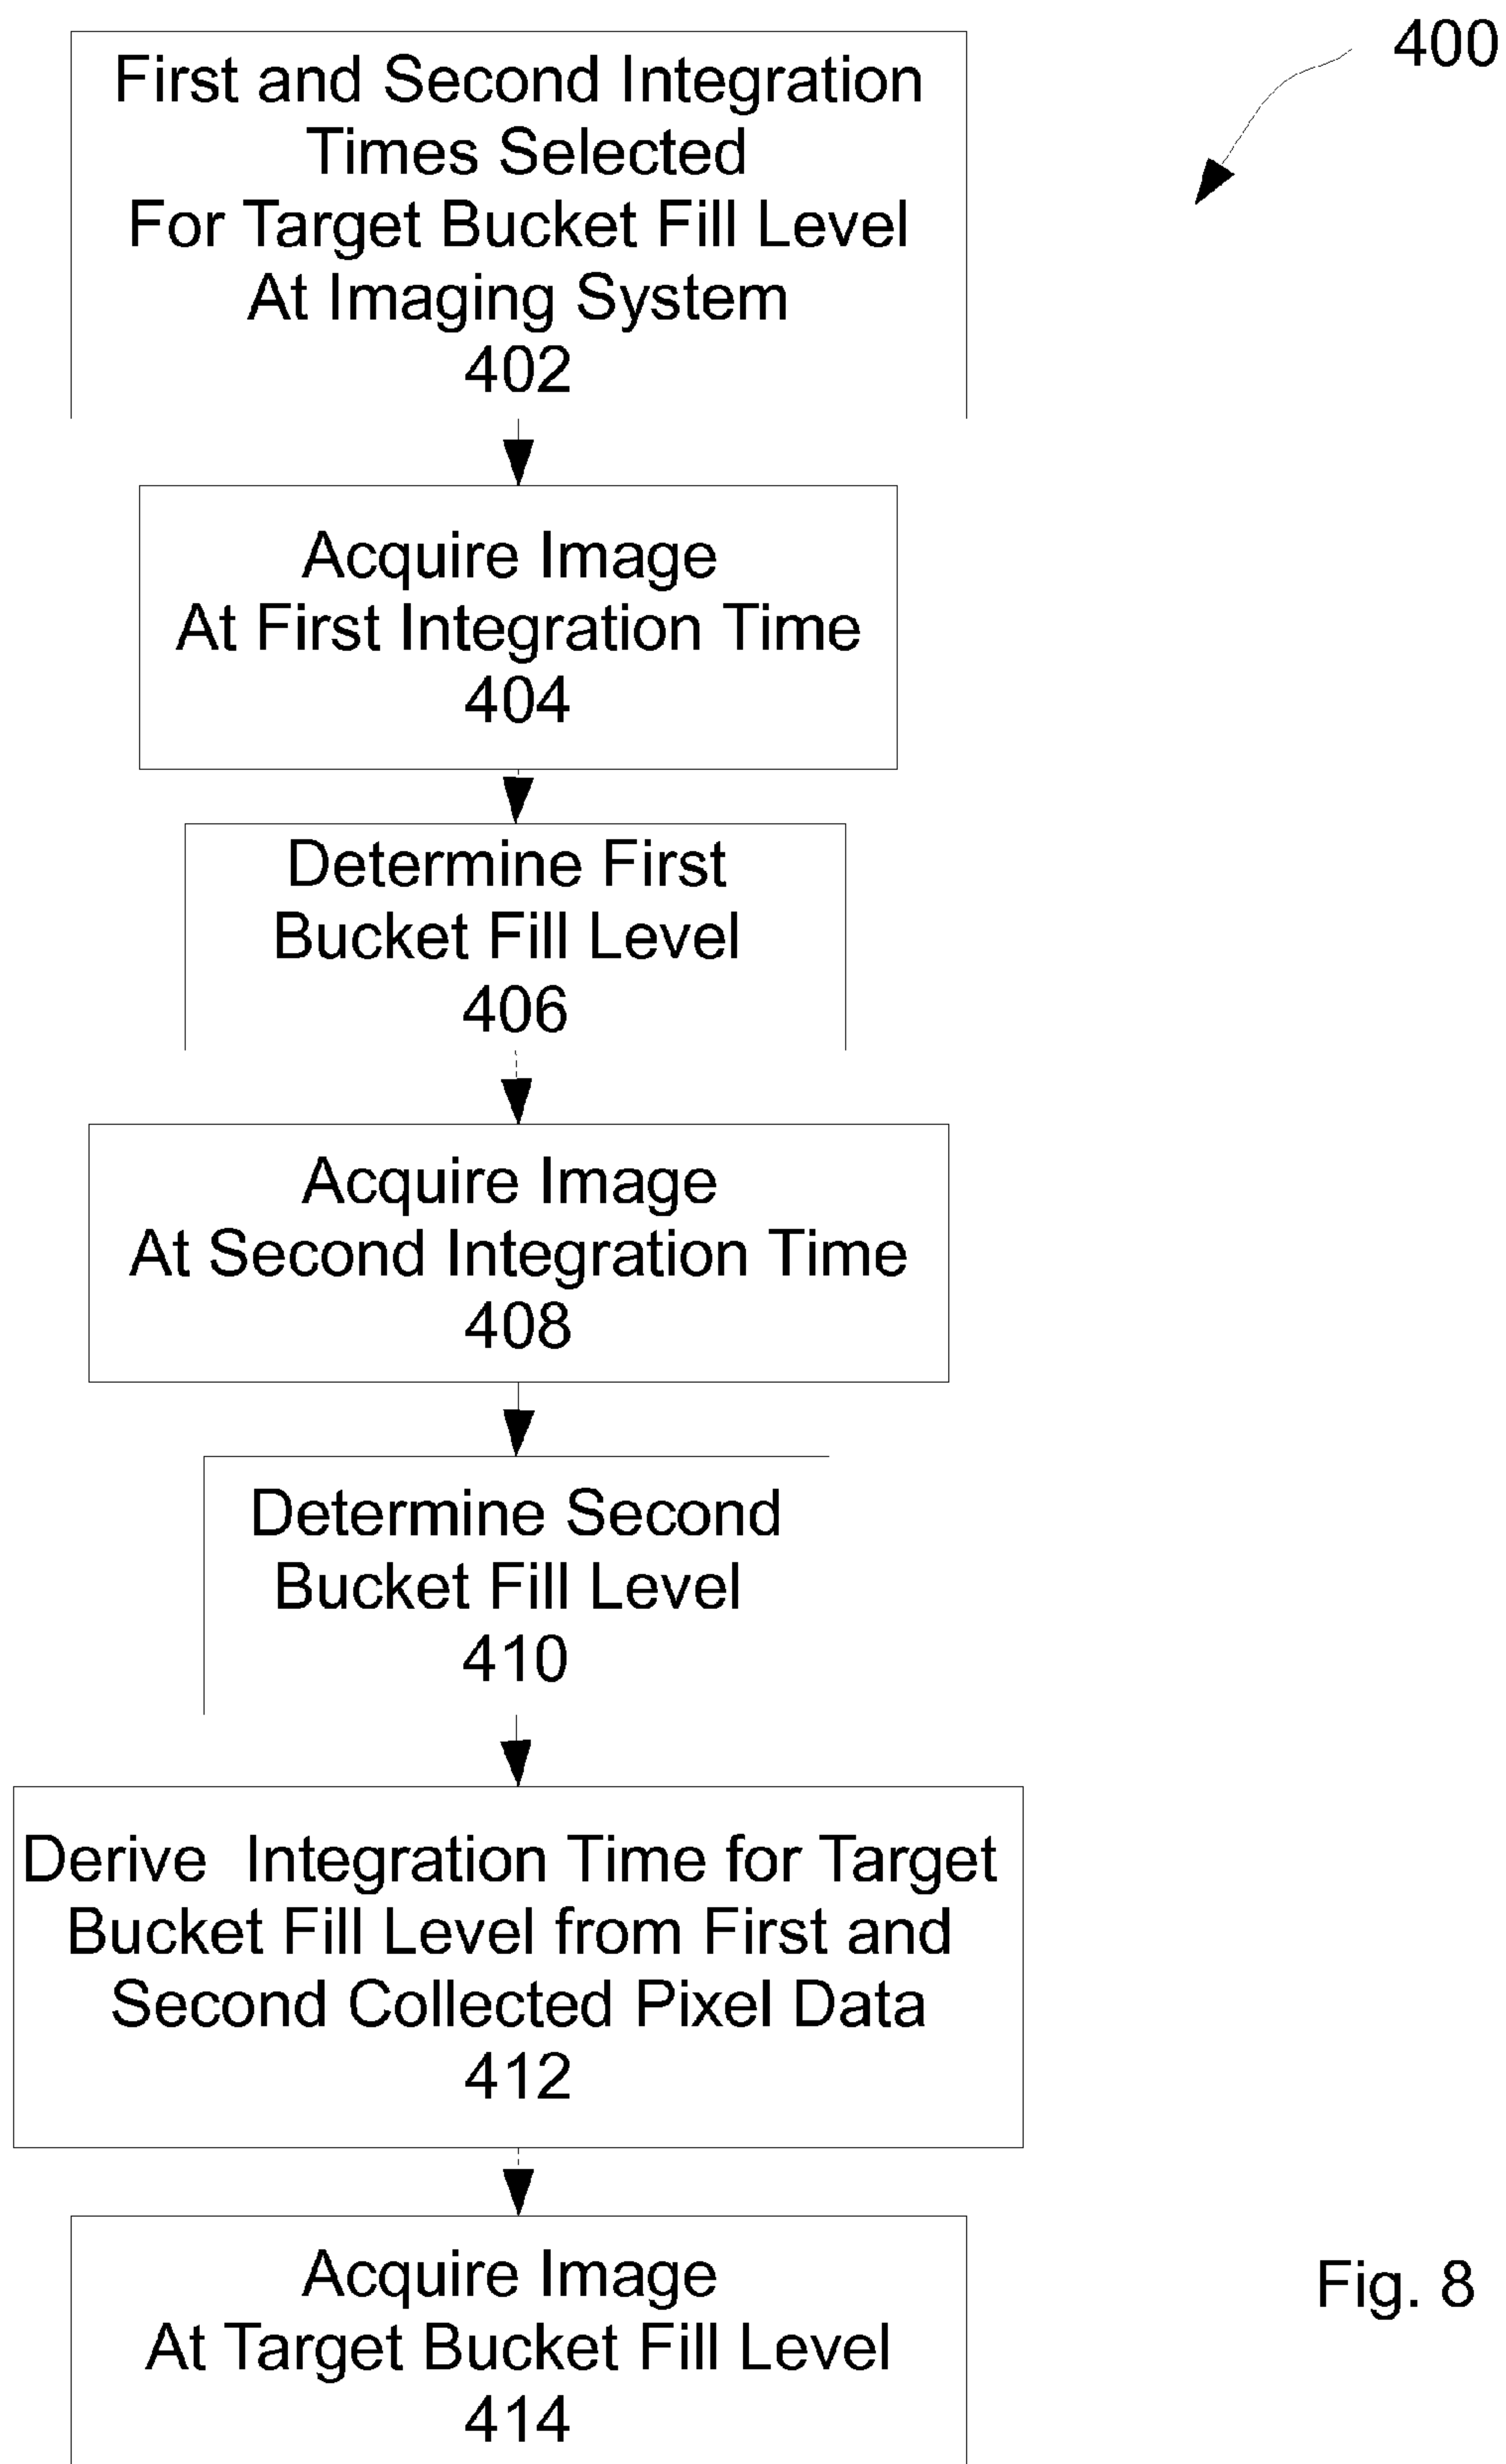 400
First and Second Integration
Times Selected
For Target Bucket Fill Level
At Imaging System
402
Acquire Image
At First Integration Time
404
Determine First
Bucket Fill Level
406
Acquire Image
At Second Integration Time
408
Determine Second
Bucket Fill Level
410
Derive Integration Time for Target
Bucket Fill Level from First and
Second Collected Pixel Data
412
Acquire Image
At Target Bucket Fill Level
414
Fig. 8